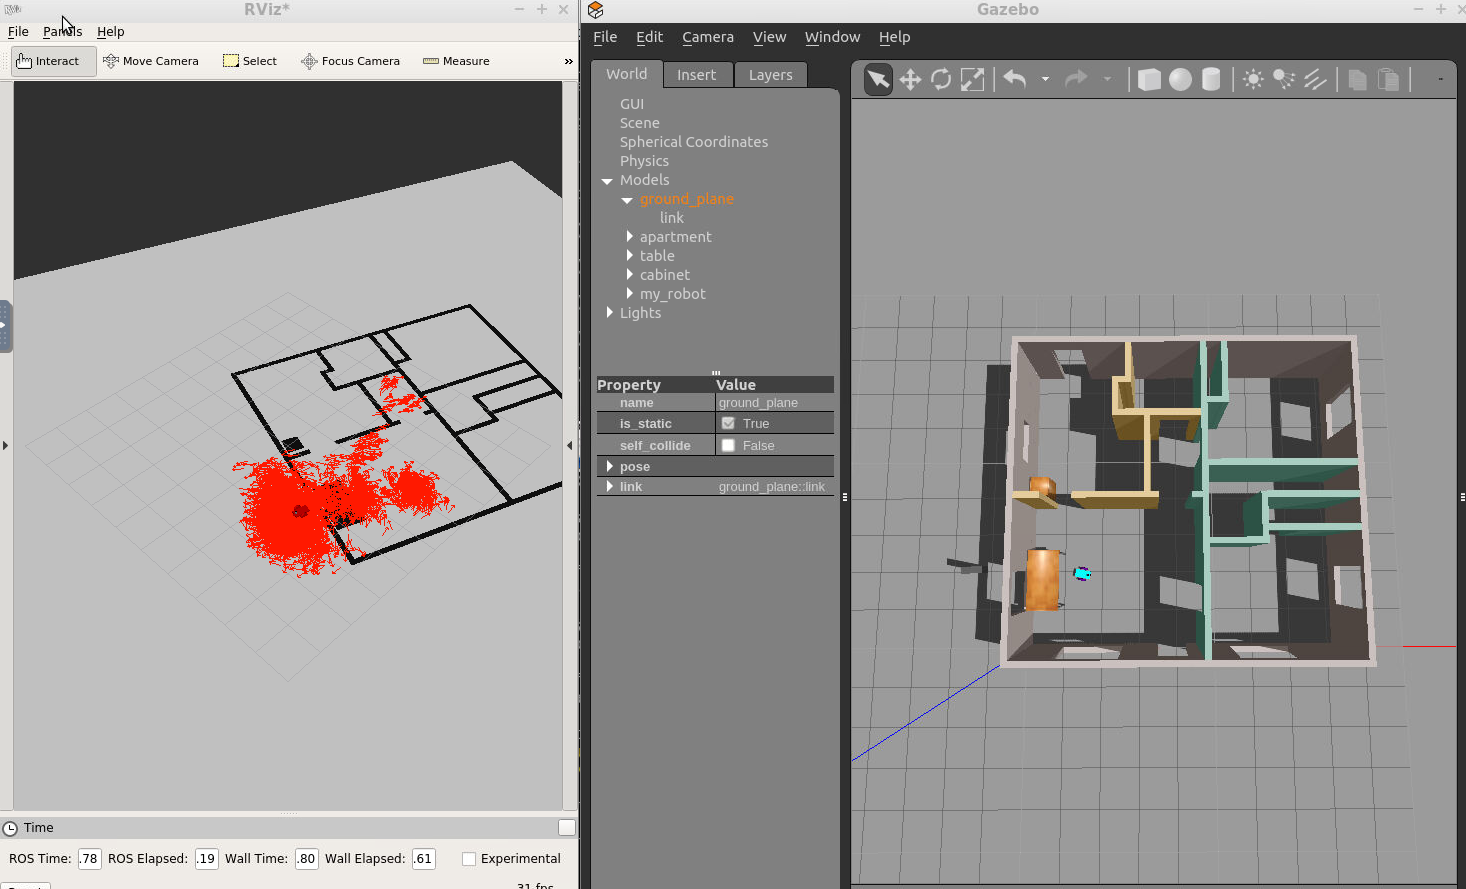 RViz*
File Panels Help
Interact Move Camera Select Focus Camera Measure »
Time
ROS Time: .78 ROS Elapsed: .19 Wall Time: .80 Wall Elapsed: .61 Experimental
31 fps
Gazebo
File Edit Camera View Window Help
World Insert Layers
GUI
Scene
Spherical Coordinates
Physics
Models
ground_plane
link
apartment
table
cabinet
my_robot
Lights
Property Value
name ground_plane
is_static True
self_collide False
pose
link ground_plane::link